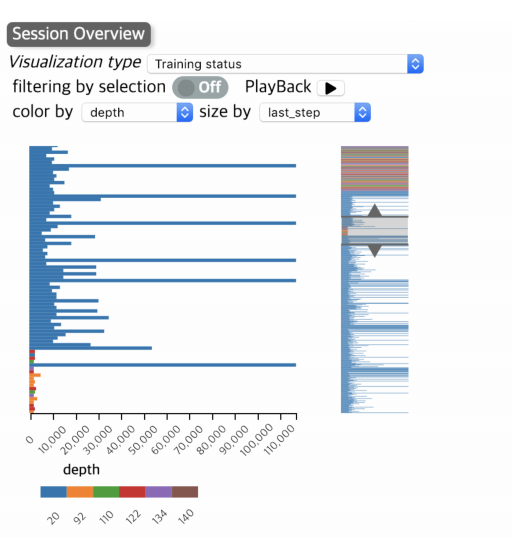 Session Overview
Visualization type Training status
filtering by selection Off PlayBack
color by depth size by last_step
0 10,000 20,000 30,000 40,000 50,000 60,000 70,000 80,000 90,000 100,000 110,000
depth
20 92 110 122 134 140